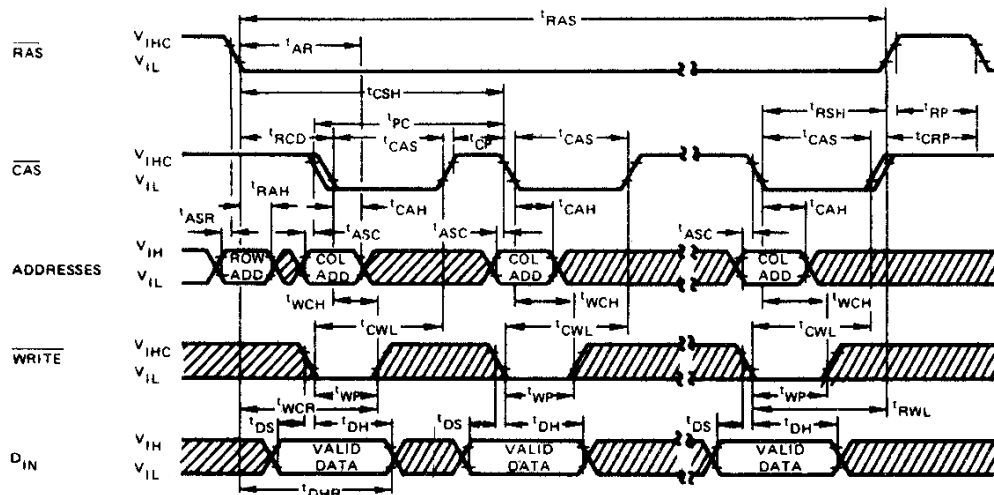 tRAS
RAS VIHC tAR
VIL
tCSH
tPC tRSH tRP
tRCD tCAS tCP tCAS tCAS tCRP
CAS VIHC
VIL
tRAH
tASR tCAH tCAH tCAH
tASC tASC tASC
ADDRESSES VIH ROW ADD COL ADD COL ADD COL ADD
VIL
tWCH tWCH tWCH
tCWL tCWL tCWL
WRITE VIHC
VIL
tWP tWP tWP
tWCR tRWL
tDS tDH tDS tDH tDS tDH
DIN VIH VALID DATA VALID DATA VALID DATA
VIL
tDHR